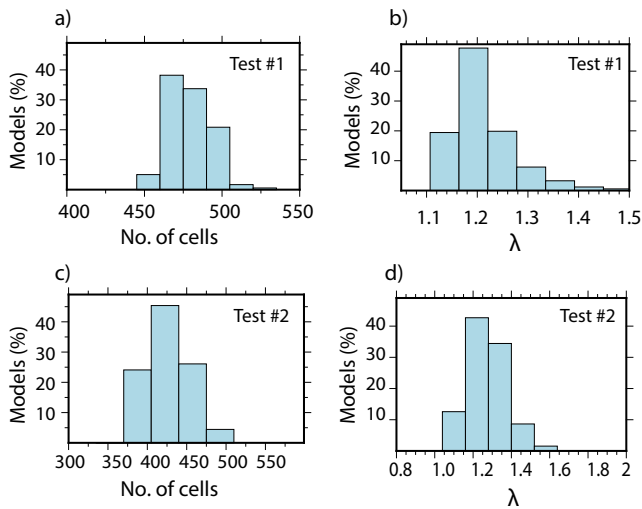 a)
Test #1
Models (%)
40
30
20
10
400
450
500
550
No. of cells
b)
Test #1
Models (%)
40
30
20
10
1.1
1.2
1.3
1.4
1.5
λ
c)
Test #2
Models (%)
40
30
20
10
300
350
400
450
500
550
No. of cells
d)
Test #2
Models (%)
40
30
20
10
0.8
1.0
1.2
1.4
1.6
1.8
2
λ